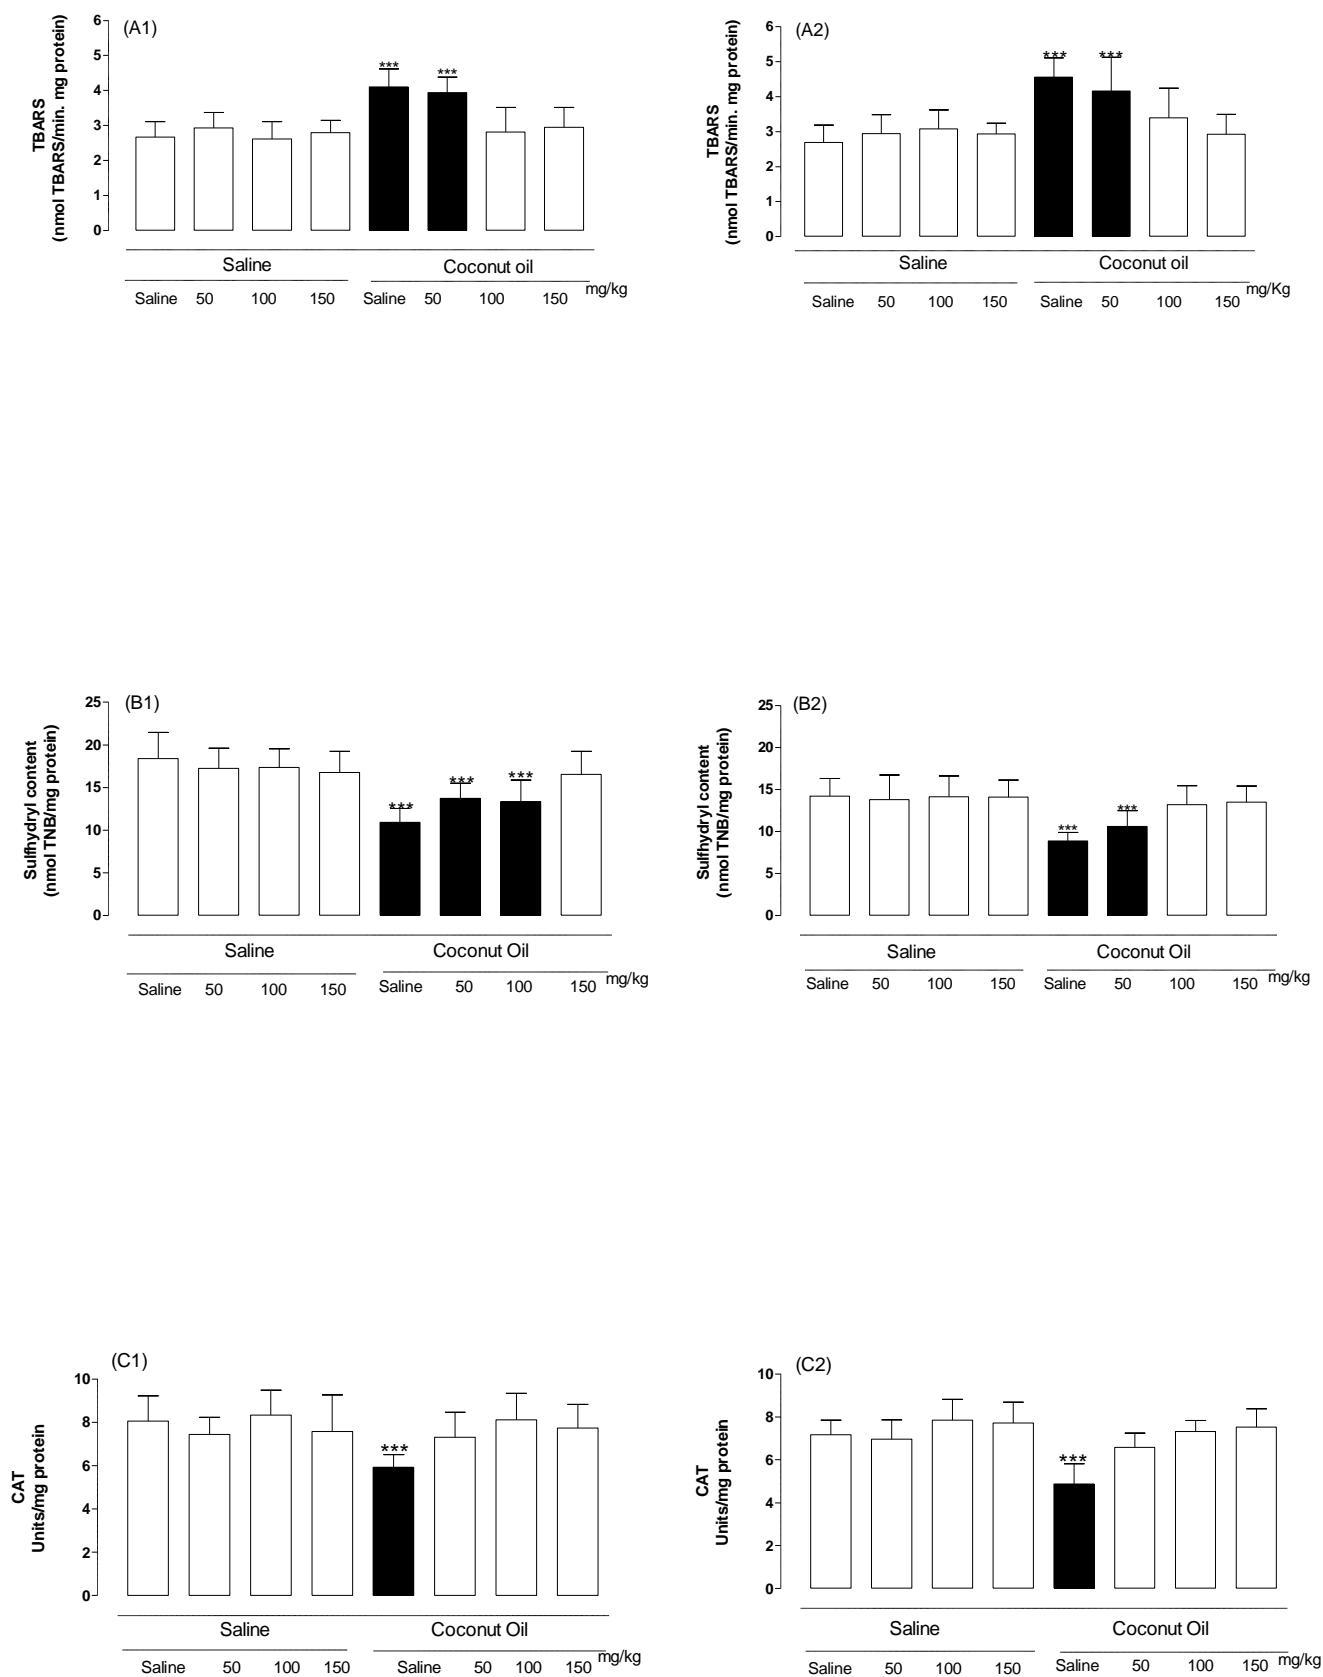 (A1)
TBARS
(nmol TBARS/min. mg protein)
6
5
4
3
2
1
0
***
***
Saline
Coconut oil
Saline 50 100 150 Saline 50 100 150 mg/kg
(A2)
TBARS
(nmol TBARS/min. mg protein)
6
5
4
3
2
1
0
***
***
Saline
Coconut oil
Saline 50 100 150 Saline 50 100 150 mg/Kg
(B1)
Sulfhydryl content
(nmol TNB/mg protein)
25
20
15
10
5
0
***
***
***
Saline
Coconut Oil
Saline 50 100 150 Saline 50 100 150 mg/kg
(B2)
Sulfhydryl content
(nmol TNB/mg protein)
25
20
15
10
5
0
***
***
Saline
Coconut Oil
Saline 50 100 150 Saline 50 100 150 mg/kg
(C1)
CAT
Units/mg protein
10
8
6
4
2
0
***
Saline
Coconut Oil
Saline 50 100 150 Saline 50 100 150 mg/kg
(C2)
CAT
Units/mg protein
10
8
6
4
2
0
***
Saline
Coconut Oil
Saline 50 100 150 Saline 50 100 150 mg/kg